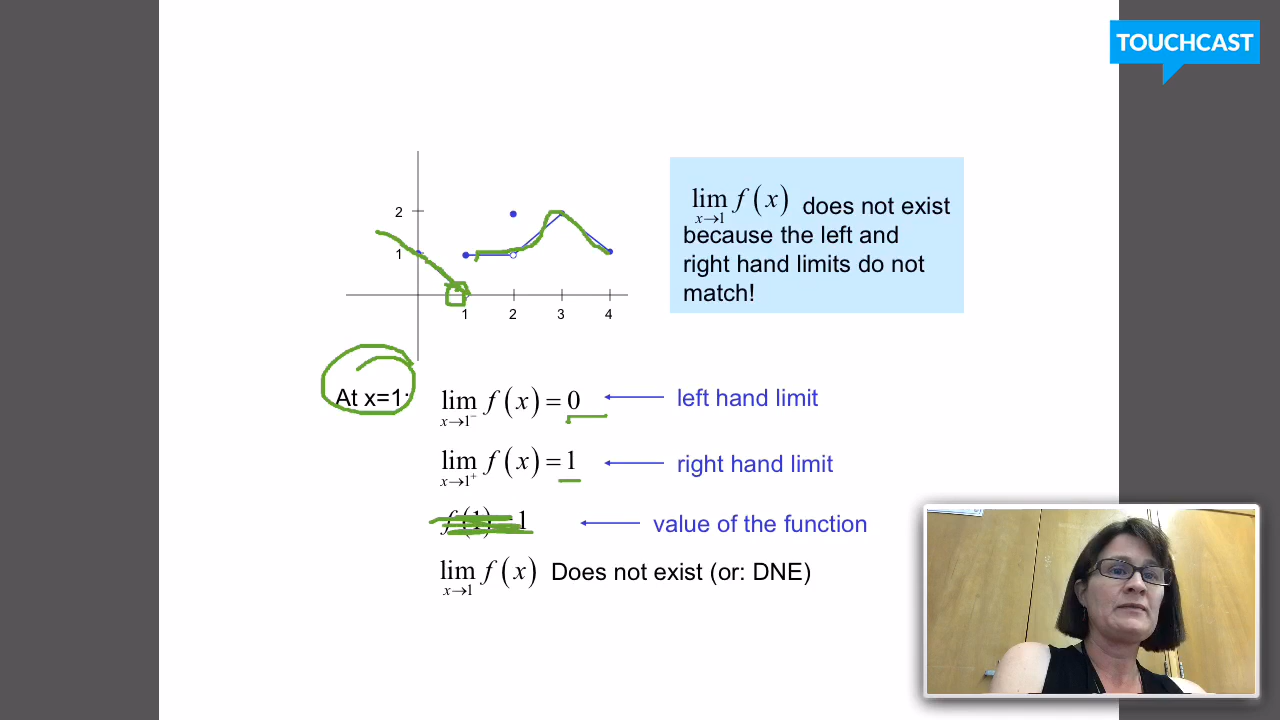 TOUCHCAST
2
1
1 2 3 4
lim f(x) does not exist
x→1
because the left and
right hand limits do not
match!
At x=1:
lim f(x) = 0 ← left hand limit
x→1⁻
lim f(x) = 1 ← right hand limit
x→1⁺
f(1) 1 ← value of the function
lim f(x) Does not exist (or: DNE)
x→1